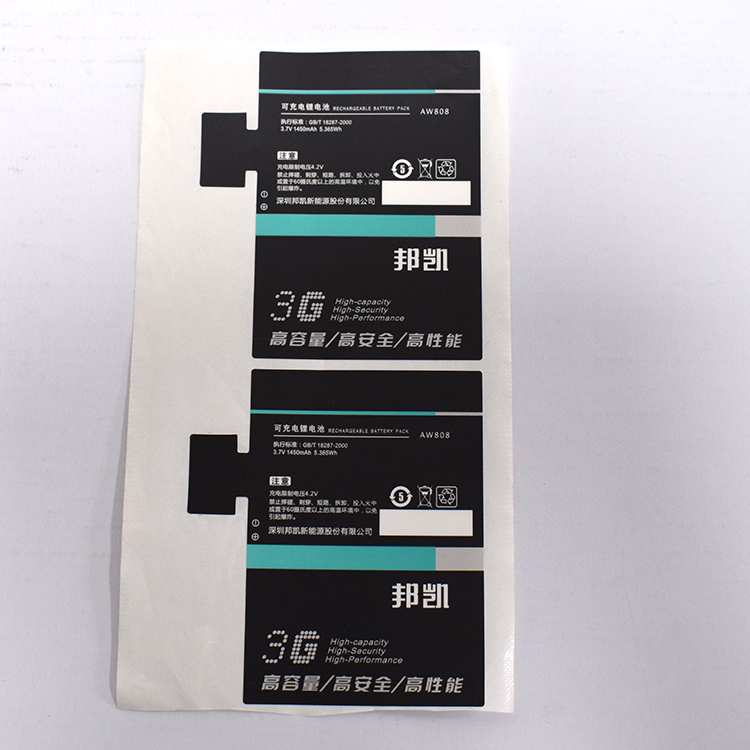 可充电锂电池 RECHARGEABLE BATTERY PACK AW808
执行标准：GB/T 18287-2000
3.7V 1450mAh 5.365Wh
注意
充电限制电压4.2V
禁止摔碰、刺穿、短路、拆卸、投入火中
或置于60摄氏度以上的高温环境中，以免
引起爆炸。
5
深圳邦凯新能源股份有限公司
邦凯
3G
High-capacity
High-Security
High-Performance
高容量/高安全/高性能
可充电锂电池 RECHARGEABLE BATTERY PACK AW808
执行标准：GB/T 18287-2000
3.7V 1450mAh 5.365Wh
注意
充电限制电压4.2V
禁止摔碰、刺穿、短路、拆卸、投入火中
或置于60摄氏度以上的高温环境中，以免
引起爆炸。
5
深圳邦凯新能源股份有限公司
邦凯
3G
High-capacity
High-Security
High-Performance
高容量/高安全/高性能